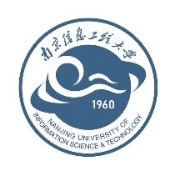 南京信息工程大学
1960
NANJING UNIVERSITY OF
INFORMATION SCIENCE & TECHNOLOGY